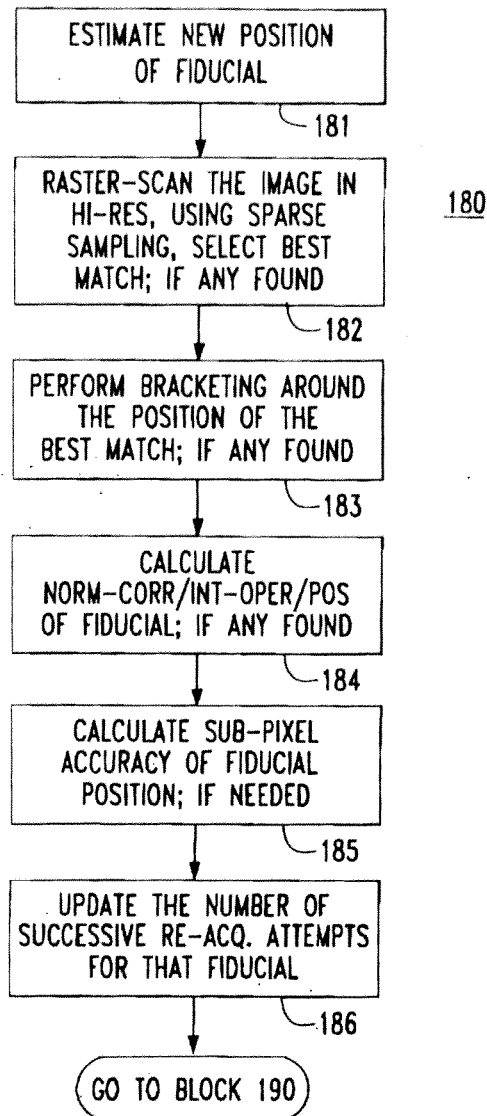 ESTIMATE NEW POSITION
OF FIDUCIAL
181
RASTER-SCAN THE IMAGE IN
HI-RES, USING SPARSE
SAMPLING, SELECT BEST
MATCH; IF ANY FOUND
180
182
PERFORM BRACKETING AROUND
THE POSITION OF THE
BEST MATCH; IF ANY FOUND
183
CALCULATE
NORM-CORR/INT-OPER/POS
OF FIDUCIAL; IF ANY FOUND
184
CALCULATE SUB-PIXEL
ACCURACY OF FIDUCIAL
POSITION; IF NEEDED
185
UPDATE THE NUMBER OF
SUCCESSIVE RE-ACQ. ATTEMPTS
FOR THAT FIDUCIAL
186
GO TO BLOCK 190